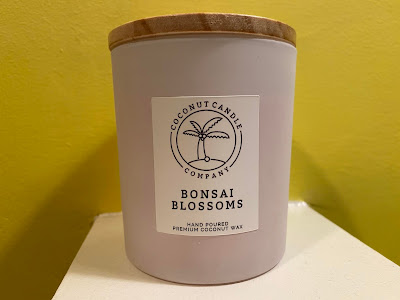 COCONUT CANDLE
COMPANY
BONSAI
BLOSSOMS
HAND POURED
PREMIUM COCONUT WAX